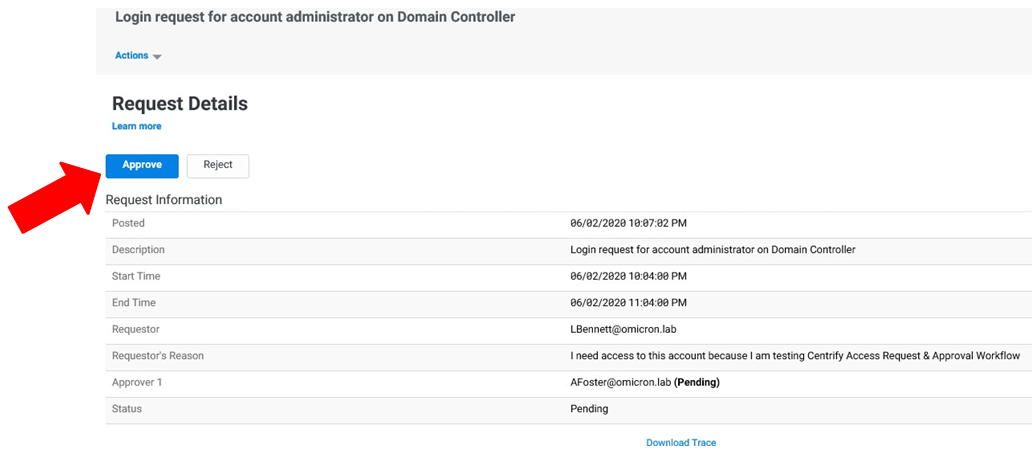 Login request for account administrator on Domain Controller
Actions
Request Details
Learn more
Approve Reject
Request Information
Posted 06/02/2020 10:07:02 PM
Description Login request for account administrator on Domain Controller
Start Time 06/02/2020 10:04:00 PM
End Time 06/02/2020 11:04:00 PM
Requestor LBennett@omicron.lab
Requestor's Reason I need access to this account because I am testing Centrify Access Request & Approval Workflow
Approver 1 AFoster@omicron.lab (Pending)
Status Pending
Download Trace